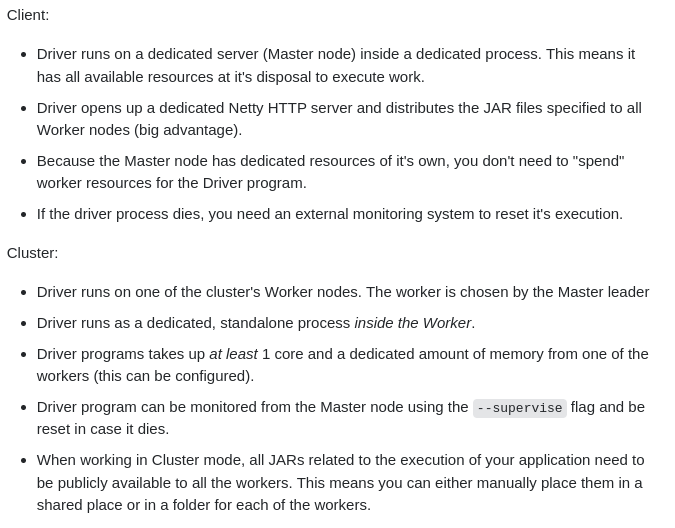 Client:
• Driver runs on a dedicated server (Master node) inside a dedicated process. This means it
has all available resources at it's disposal to execute work.
• Driver opens up a dedicated Netty HTTP server and distributes the JAR files specified to all
Worker nodes (big advantage).
• Because the Master node has dedicated resources of it's own, you don't need to "spend"
worker resources for the Driver program.
• If the driver process dies, you need an external monitoring system to reset it's execution.
Cluster:
• Driver runs on one of the cluster's Worker nodes. The worker is chosen by the Master leader
• Driver runs as a dedicated, standalone process inside the Worker.
• Driver programs takes up at least 1 core and a dedicated amount of memory from one of the
workers (this can be configured).
• Driver program can be monitored from the Master node using the --supervise flag and be
reset in case it dies.
• When working in Cluster mode, all JARs related to the execution of your application need to
be publicly available to all the workers. This means you can either manually place them in a
shared place or in a folder for each of the workers.